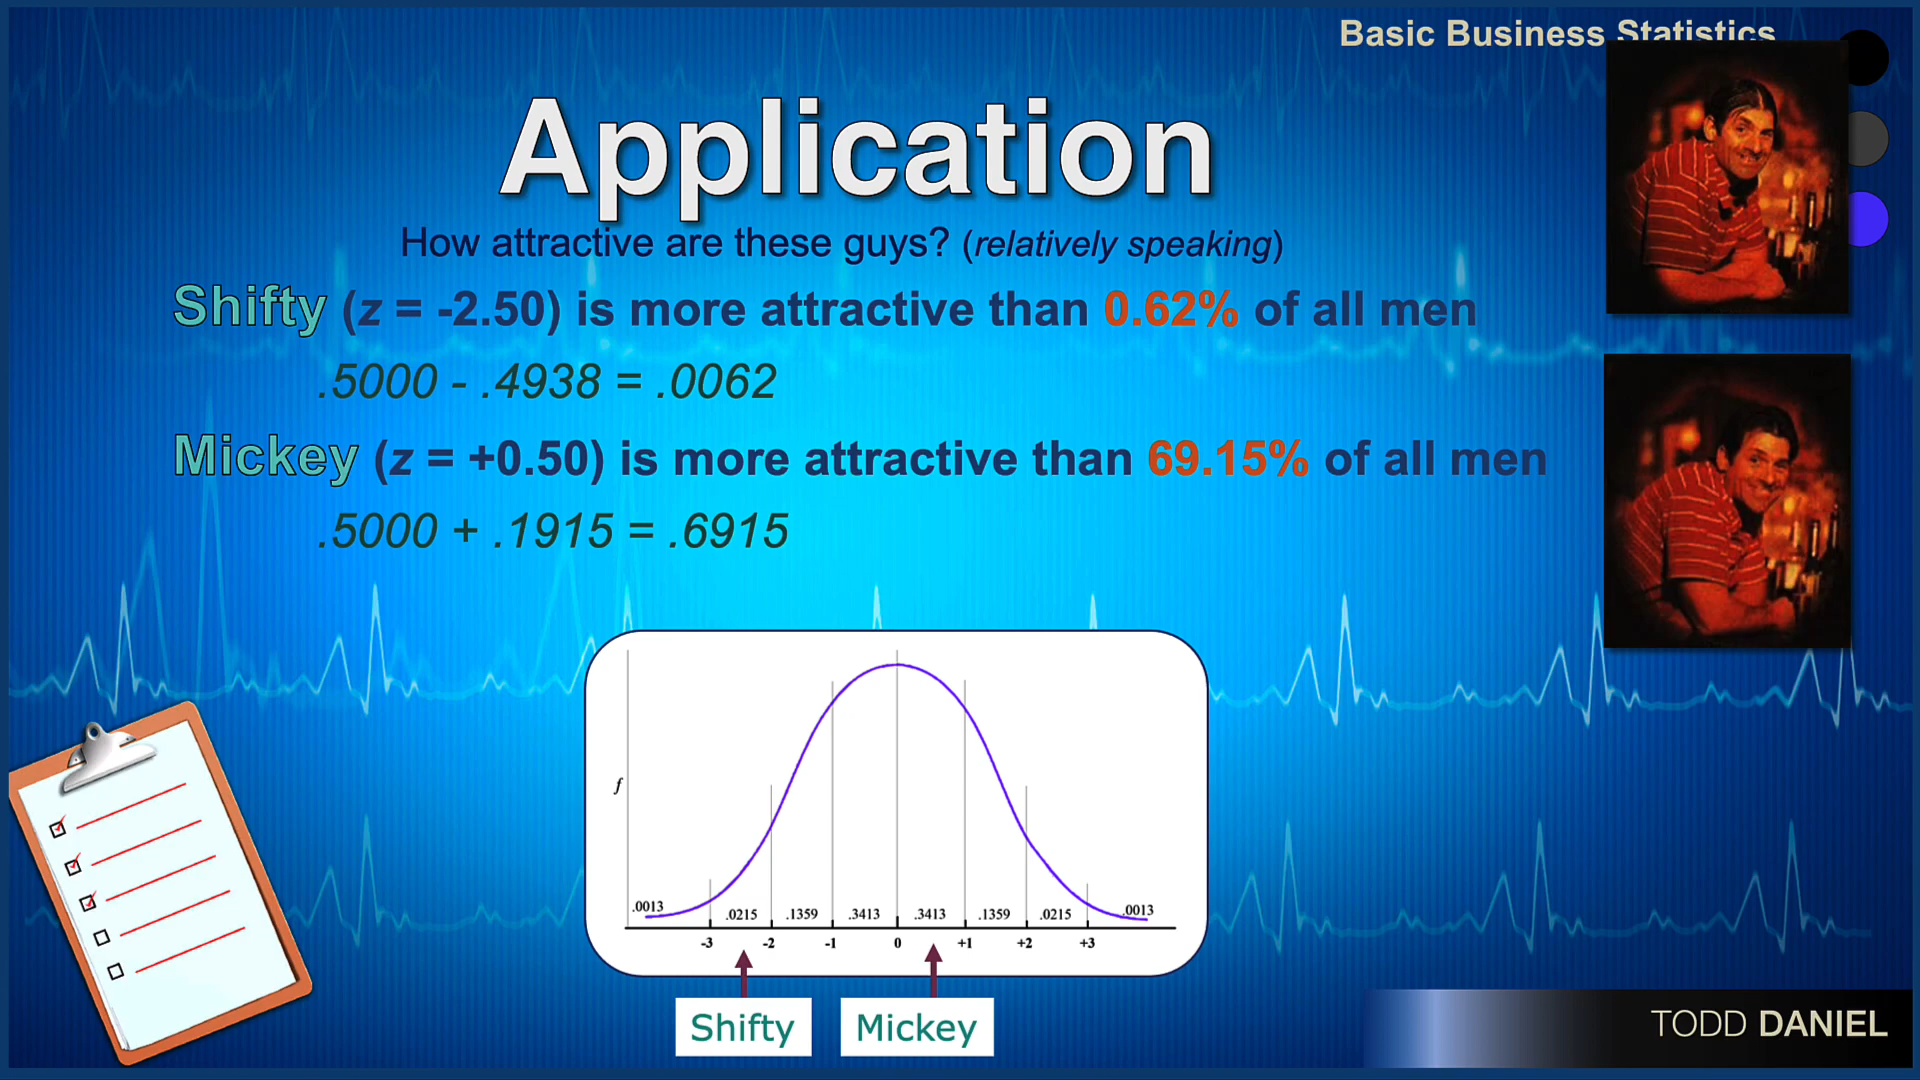 Basic Business Statistics
Application
How attractive are these guys? (relatively speaking)
Shifty (z = -2.50) is more attractive than 0.62% of all men
.5000 - .4938 = .0062
Mickey (z = +0.50) is more attractive than 69.15% of all men
.5000 + .1915 = .6915
f
.0013 .0215 .1359 .3413 .3413 .1359 .0215 .0013
-3 -2 -1 0 +1 +2 +3
Shifty Mickey
TODD DANIEL